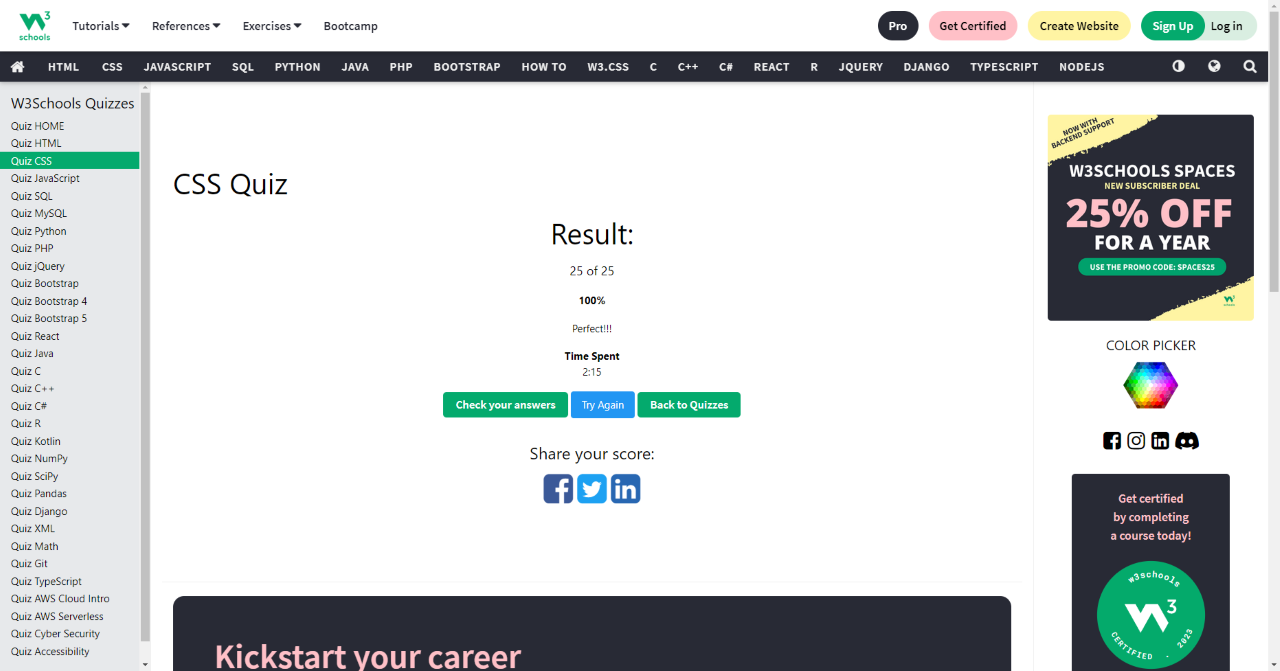 3
schools
Tutorials
References
Exercises
Bootcamp
Pro
Get Certified
Create Website
Sign Up
Log in
HTML
CSS
JAVASCRIPT
SQL
PYTHON
JAVA
PHP
BOOTSTRAP
HOW TO
W3.CSS
C
C++
C#
REACT
R
JQUERY
DJANGO
TYPESCRIPT
NODEJS
W3Schools Quizzes
Quiz HOME
Quiz HTML
Quiz CSS
Quiz JavaScript
Quiz SQL
Quiz MySQL
Quiz Python
Quiz PHP
Quiz jQuery
Quiz Bootstrap
Quiz Bootstrap 4
Quiz Bootstrap 5
Quiz React
Quiz Java
Quiz C
Quiz C++
Quiz C#
Quiz R
Quiz Kotlin
Quiz NumPy
Quiz SciPy
Quiz Pandas
Quiz Django
Quiz XML
Quiz Math
Quiz Git
Quiz TypeScript
Quiz AWS Cloud Intro
Quiz AWS Serverless
Quiz Cyber Security
Quiz Accessibility
CSS Quiz
Result:
25 of 25
100%
Perfect!!!
Time Spent
2:15
Check your answers
Try Again
Back to Quizzes
Share your score:
Kickstart your career
NOW WITH
BACKEND SUPPORT
W3SCHOOLS SPACES
NEW SUBSCRIBER DEAL
25% OFF
FOR A YEAR
USE THE PROMO CODE: SPACES25
COLOR PICKER
Get certified
by completing
a course today!
w3schools
3
CERTIFIED . 2023